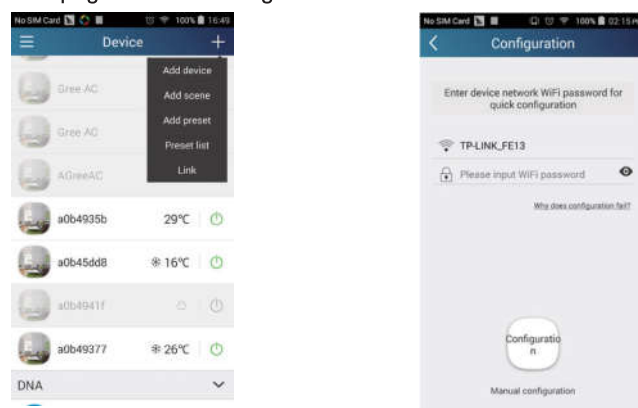 No SIM Card 100% 16:49
Device
Add device
Gree AC
Add scene
Add preset
Gree AC
Preset list
AGreeAC
Link
a0b4935b 29℃
a0b45dd8 16℃
a0b4941f
a0b49377 26℃
DNA
No SIM Card 100% 02:15
Configuration
Enter device network WiFi password for
quick configuration
TP-LINK_FE13
Please input WiFi password
Why does configuration fail?
Configuratio
n
Manual configuration